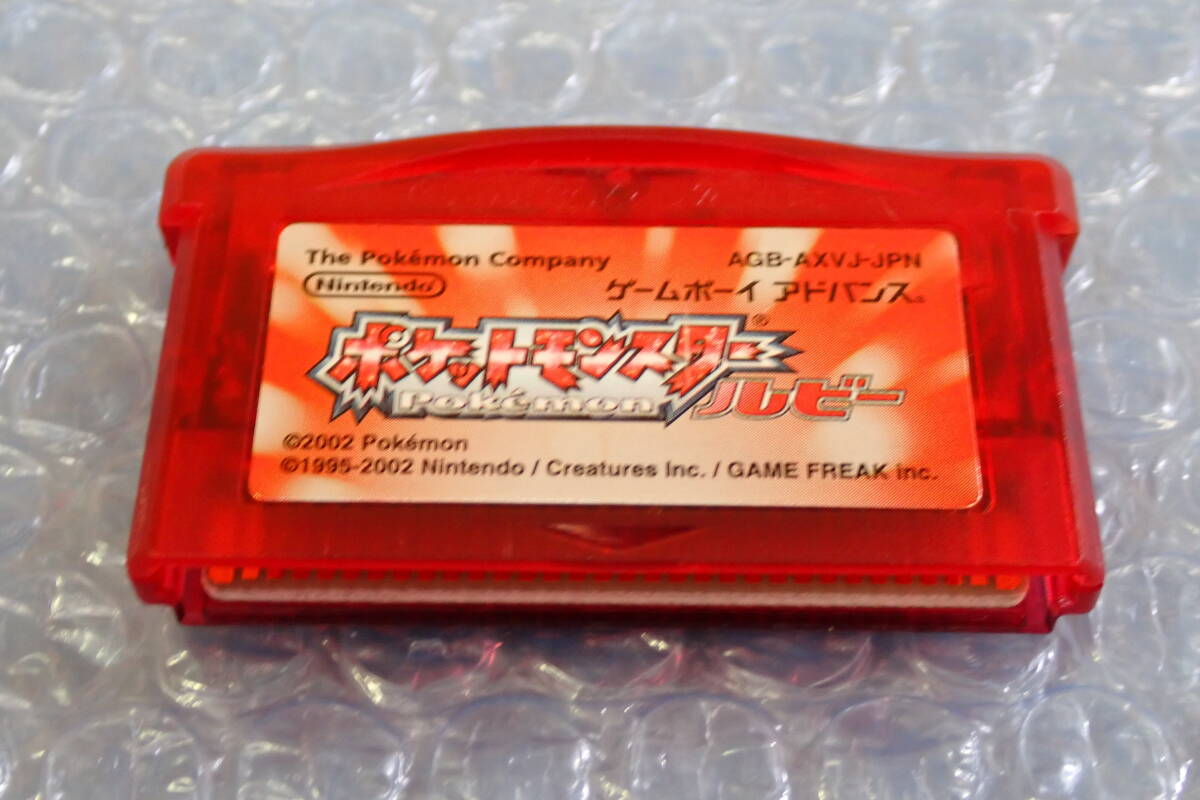 The Pokémon Company
AGB-AXVJ-JPN
Nintendo
ゲームボーイ アドバンス®
ポケットモンスター®
Pokémon ルビー
©2002 Pokémon
©1995-2002 Nintendo / Creatures Inc. / GAME FREAK inc.